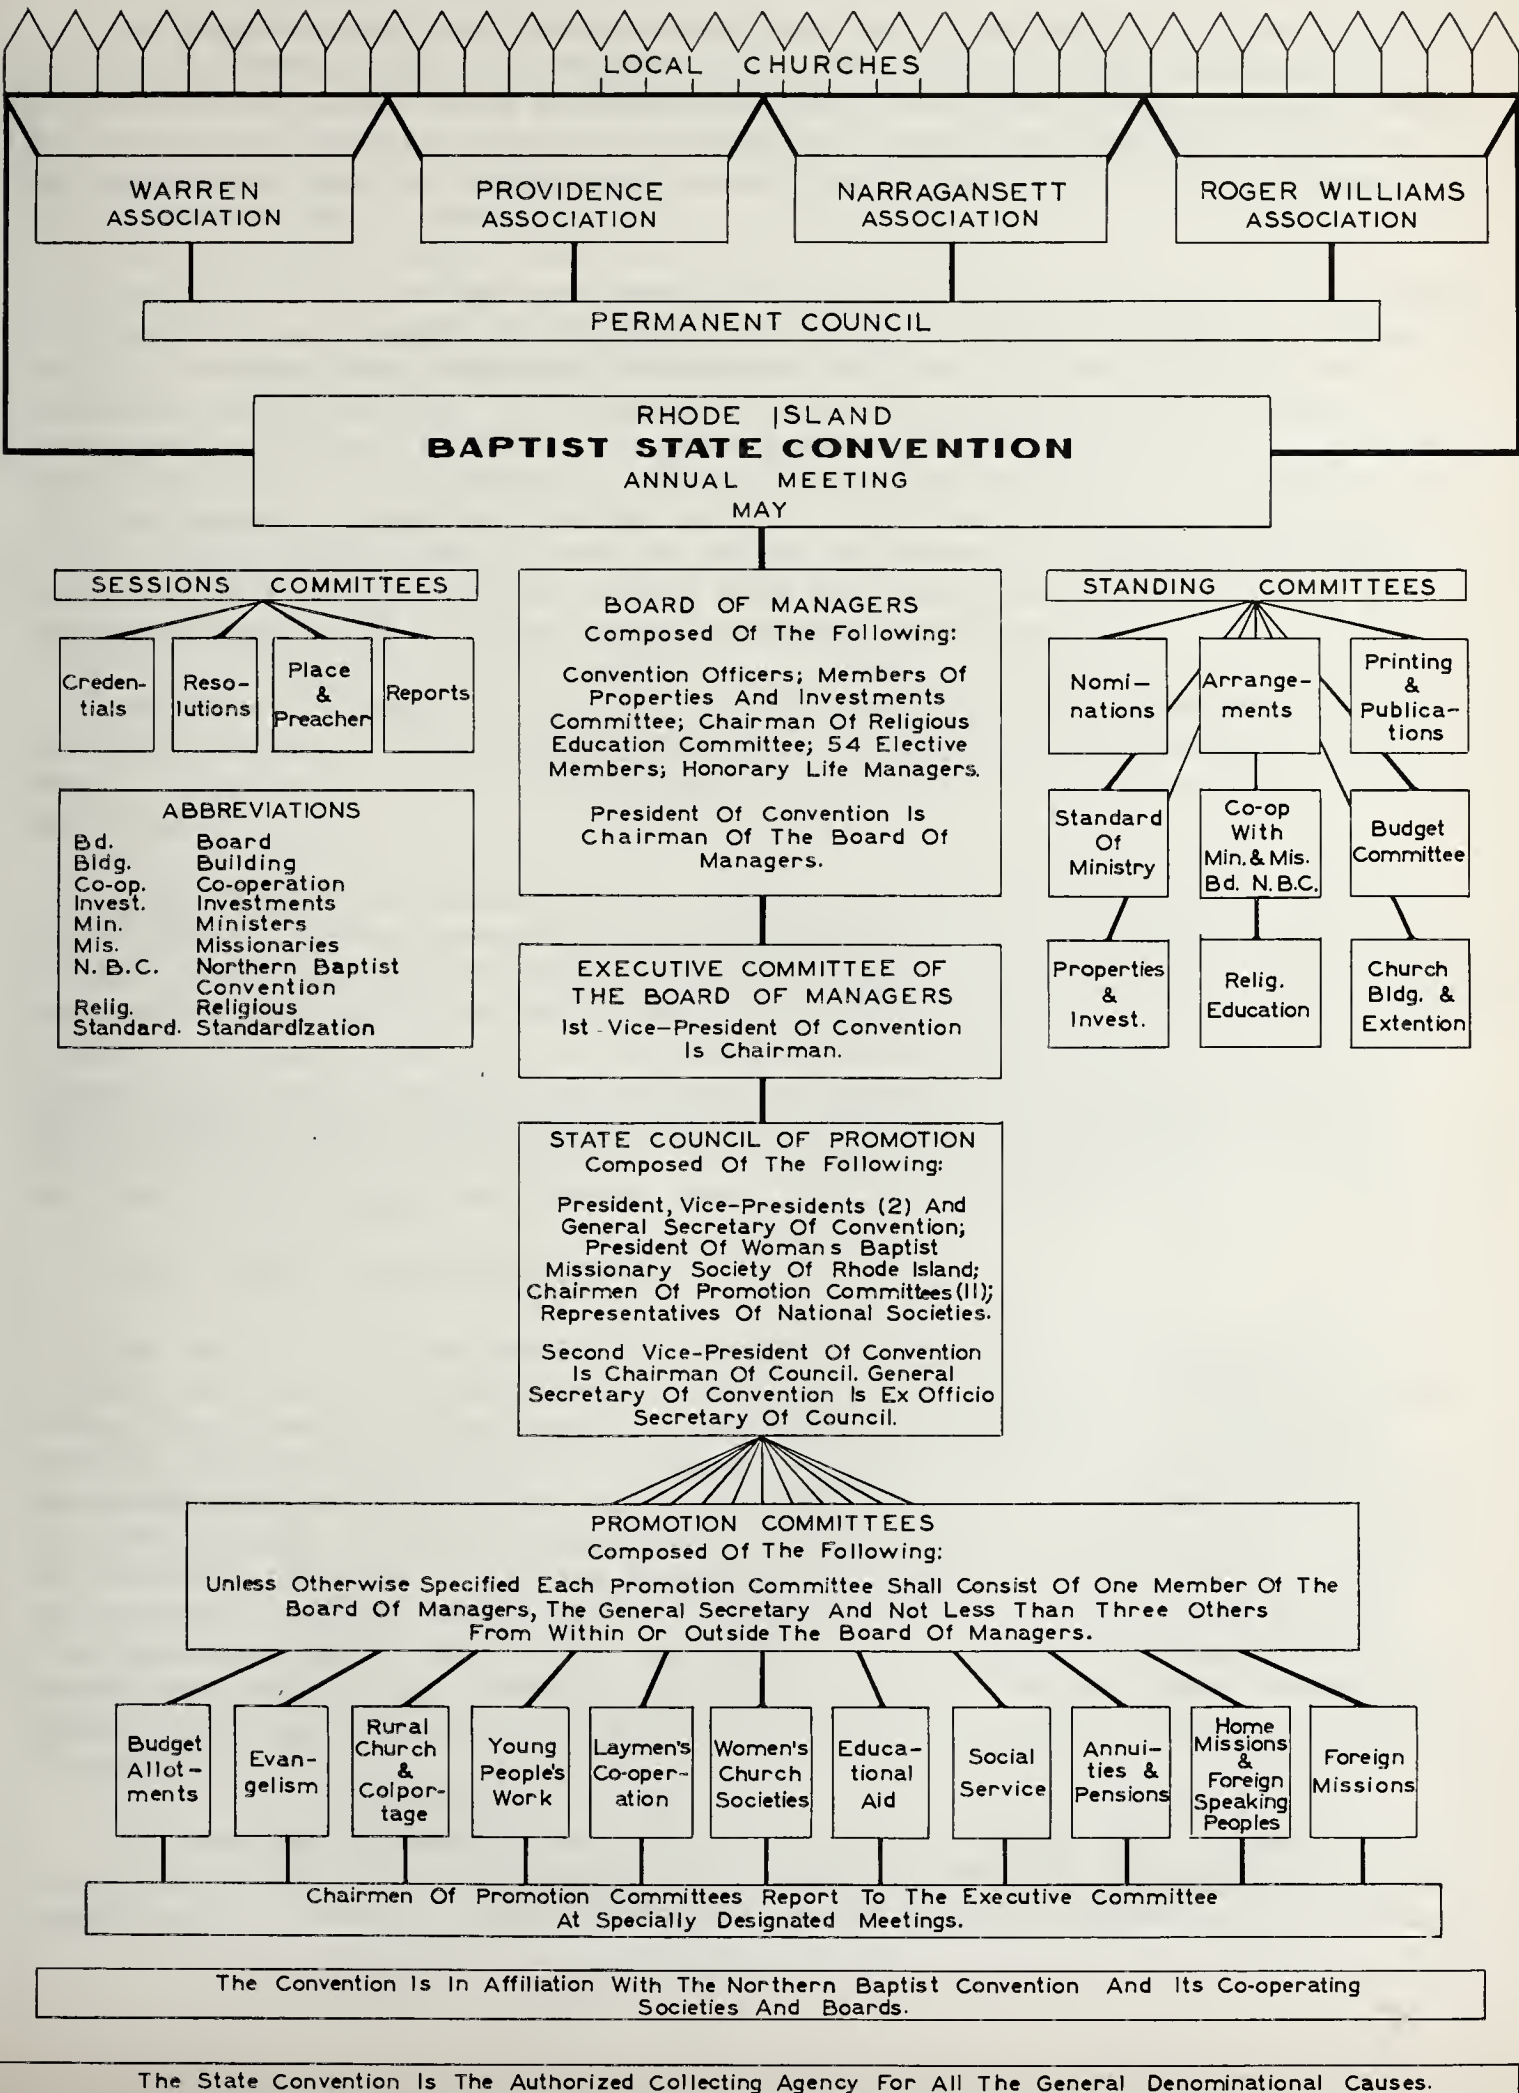 LOCAL CHURCHES
WARREN
ASSOCIATION
PROVIDENCE
ASSOCIATION
NARRAGANSETT
ASSOCIATION
ROGER WILLIAMS
ASSOCIATION
PERMANENT COUNCIL
RHODE ISLAND
BAPTIST STATE CONVENTION
ANNUAL MEETING
MAY
SESSIONS COMMITTEES
Creden-
tials
Reso-
lutions
Place
&
Preacher
Reports
ABBREVIATIONS
Bd. Board
Bldg. Building
Co-op. Co-operation
Invest. Investments
Min. Ministers
Mis. Missionaries
N. B.C. Northern Baptist
Convention
Relig. Religious
Standard. Standardization
BOARD OF MANAGERS
Composed Of The Following:
Convention Officers; Members Of
Properties And Investments
Committee; Chairman Of Religious
Education Committee; 54 Elective
Members; Honorary Life Managers.
President Of Convention Is
Chairman Of The Board Of
Managers.
STANDING COMMITTEES
Nomi-
nations
Arrange-
ments
Printing
&
Publica-
tions
Standard
Of
Ministry
Co-op
With
Min. & Mis.
Bd. N.B.C.
Budget
Committee
Properties
&
Invest.
Relig.
Education
Church
Bldg. &
Extention
EXECUTIVE COMMITTEE OF
THE BOARD OF MANAGERS
1st - Vice-President Of Convention
Is Chairman.
STATE COUNCIL OF PROMOTION
Composed Of The Following:
President, Vice-Presidents (2) And
General Secretary Of Convention;
President Of Womans Baptist
Missionary Society Of Rhode Island;
Chairmen Of Promotion Committees (11);
Representatives Of National Societies.
Second Vice-President Of Convention
Is Chairman Of Council. General
Secretary Of Convention Is Ex Officio
Secretary Of Council.
PROMOTION COMMITTEES
Composed Of The Following:
Unless Otherwise Specified Each Promotion Committee Shall Consist Of One Member Of The
Board Of Managers, The General Secretary And Not Less Than Three Others
From Within Or Outside The Board Of Managers.
Budget
Allot-
ments
Evan-
gelism
Rural
Church
&
Colpor-
tage
Young
People's
Work
Laymen's
Co-oper-
ation
Women's
Church
Societies
Educa-
tional
Aid
Social
Service
Annui-
ties &
Pensions
Home
Missions
&
Foreign
Speaking
Peoples
Foreign
Missions
Chairmen Of Promotion Committees Report To The Executive Committee
At Specially Designated Meetings.
The Convention Is In Affiliation With The Northern Baptist Convention And Its Co-operating
Societies And Boards.
The State Convention Is The Authorized Collecting Agency For All The General Denominational Causes.